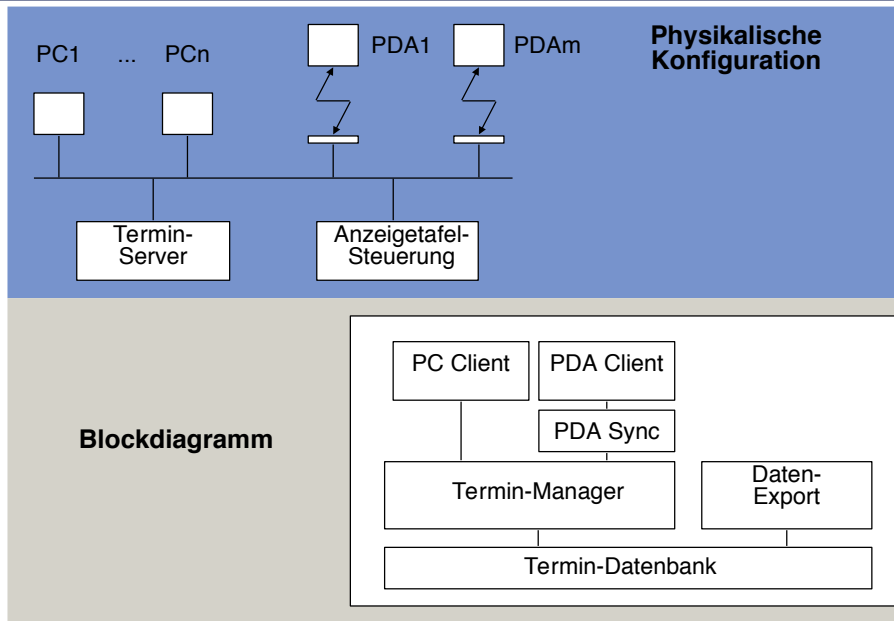 Physikalische
Konfiguration
PC1 ... PCn
PDA1
PDAm
Termin-
Server
Anzeigetafel-
Steuerung
Blockdiagramm
PC Client
PDA Client
PDA Sync
Termin-Manager
Daten-
Export
Termin-Datenbank